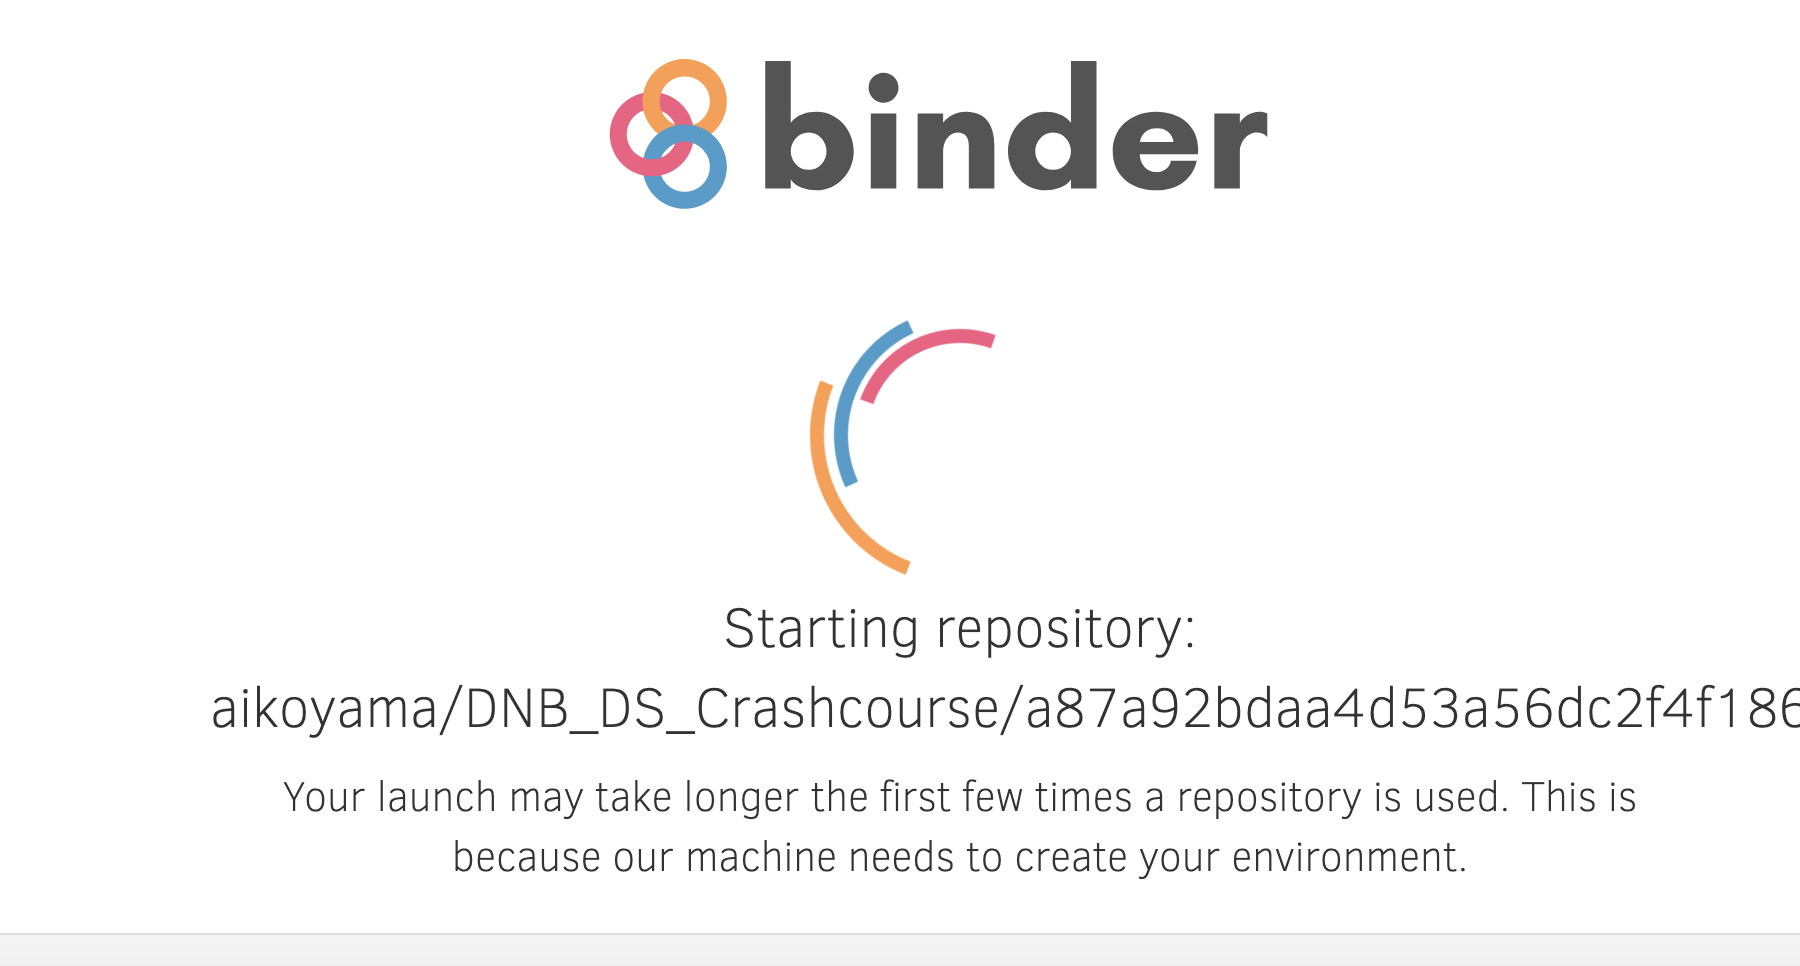 binder
Starting repository:
aikoyama/DNB_DS_Crashcourse/a87a92bdaa4d53a56dc2f4f186
Your launch may take longer the first few times a repository is used. This is
because our machine needs to create your environment.